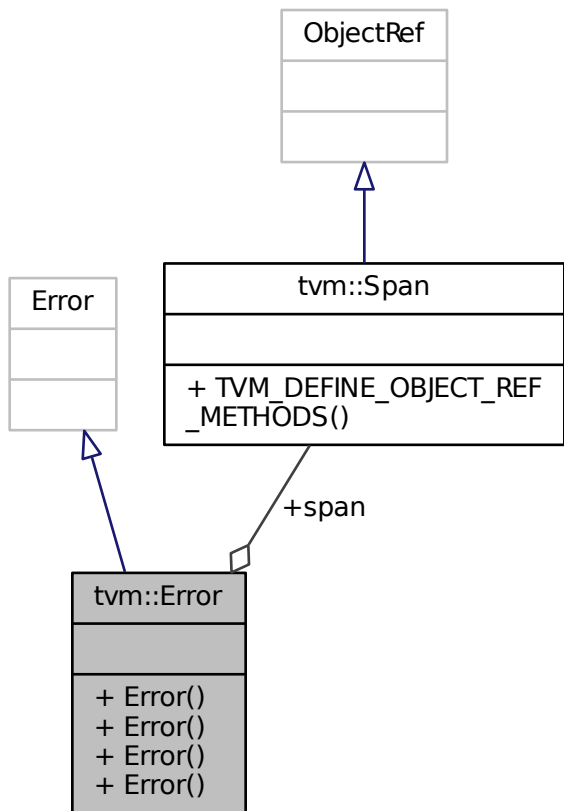 ObjectRef
tvm::Span
+ TVM_DEFINE_OBJECT_REF
_METHODS()
Error
+span
tvm::Error
+ Error()
+ Error()
+ Error()
+ Error()